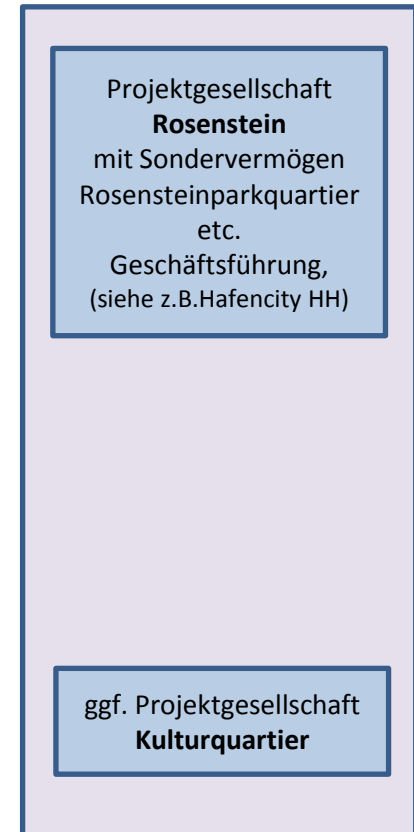 Projektgesellschaft
Rosenstein
mit Sondervermögen
Rosensteinparkquartier
etc.
Geschäftsführung,
(siehe z.B.Hafencity HH)
ggf. Projektgesellschaft
Kulturquartier